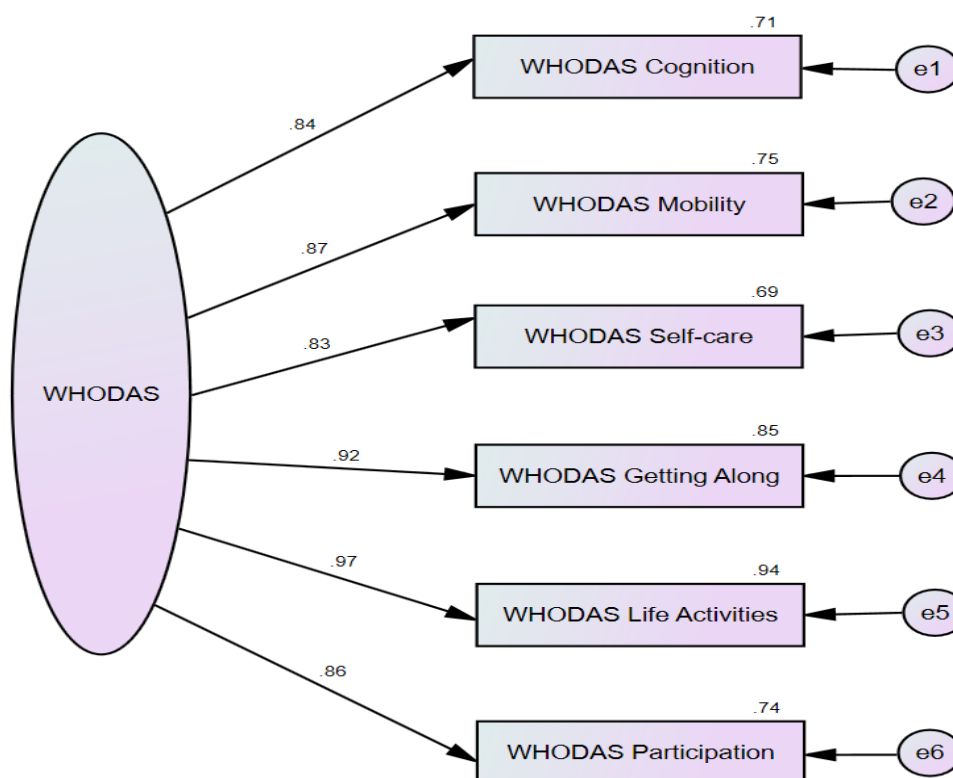 .71
WHODAS Cognition
e1
.84
.75
WHODAS Mobility
e2
.87
.69
WHODAS Self-care
e3
.83
WHODAS
.85
.92
WHODAS Getting Along
e4
.97
.94
WHODAS Life Activities
e5
.86
.74
WHODAS Participation
e6